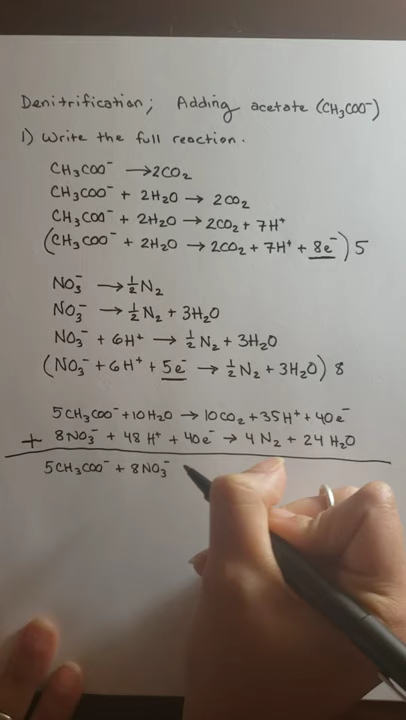 Denitrification; Adding acetate (CH₃COO⁻)
1) Write the full reaction.
CH₃COO⁻ → 2CO₂
CH₃COO⁻ + 2H₂O → 2CO₂
CH₃COO⁻ + 2H₂O → 2CO₂ + 7H⁺
(CH₃COO⁻ + 2H₂O → 2CO₂ + 7H⁺ + 8e⁻) 5
NO₃⁻ → ½N₂
NO₃⁻ → ½N₂ + 3H₂O
NO₃⁻ + 6H⁺ → ½N₂ + 3H₂O
(NO₃⁻ + 6H⁺ + 5e⁻ → ½N₂ + 3H₂O) 8
5CH₃COO⁻ + 10H₂O → 10CO₂ + 35H⁺ + 40e⁻
+ 8NO₃⁻ + 48H⁺ + 40e⁻ → 4N₂ + 24H₂O
5CH₃COO⁻ + 8NO₃⁻